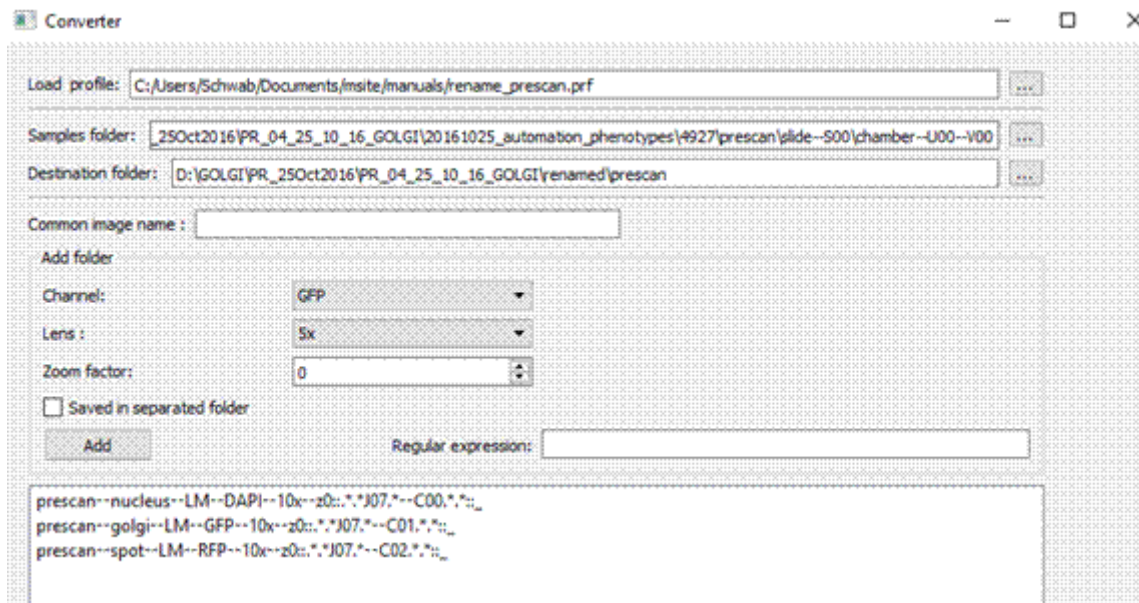 Converter
Load profile: C:/Users/Schwab/Documents/msite/manuals/rename_prescan.prf ...
Samples folder: _25Oct2016\PR_04_25_10_16_GOLGI\20161025_automation_phenotypes\4927\prescan\slide--S00\chamber--U00--V00 ...
Destination folder: D:\GOLGI\PR_25Oct2016\PR_04_25_10_16_GOLGI\renamed\prescan ...
Common image name :
Add folder
Channel: GFP
Lens : 5x
Zoom factor: 0
Saved in separated folder
Add Regular expression:
prescan--nucleus--LM--DAPI--10x--z0::.*.*J07.*--C00.*.*::_
prescan--golgi--LM--GFP--10x--z0::.*.*J07.*--C01.*.*::_
prescan--spot--LM--RFP--10x--z0::.*.*J07.*--C02.*.*::_